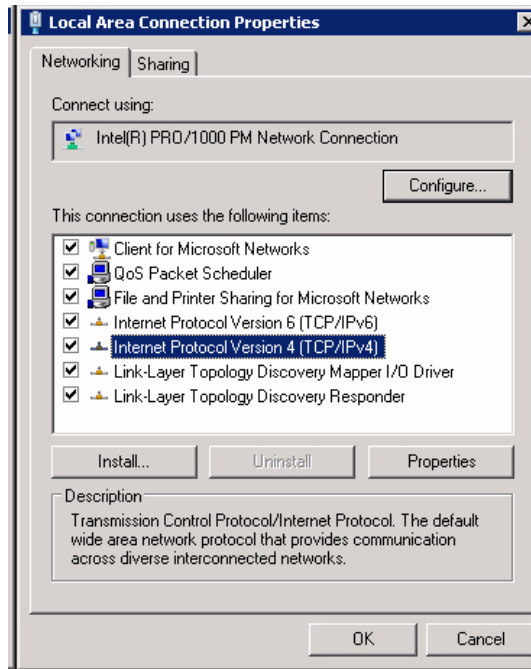 Local Area Connection Properties
Networking
Sharing
Connect using:
Intel(R) PRO/1000 PM Network Connection
Configure...
This connection uses the following items:
Client for Microsoft Networks
QoS Packet Scheduler
File and Printer Sharing for Microsoft Networks
Internet Protocol Version 6 (TCP/IPv6)
Internet Protocol Version 4 (TCP/IPv4)
Link-Layer Topology Discovery Mapper I/O Driver
Link-Layer Topology Discovery Responder
Install...
Uninstall
Properties
Description
Transmission Control Protocol/Internet Protocol. The default
wide area network protocol that provides communication
across diverse interconnected networks.
OK
Cancel